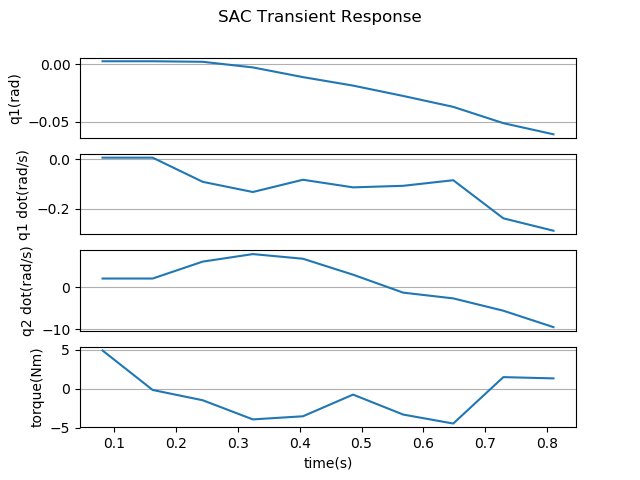 SAC Transient Response
0.00
−0.05
q1(rad)
0.0
−0.2
q1 dot(rad/s)
0
−10
q2 dot(rad/s)
5
0
−5
torque(Nm)
0.1 0.2 0.3 0.4 0.5 0.6 0.7 0.8
time(s)